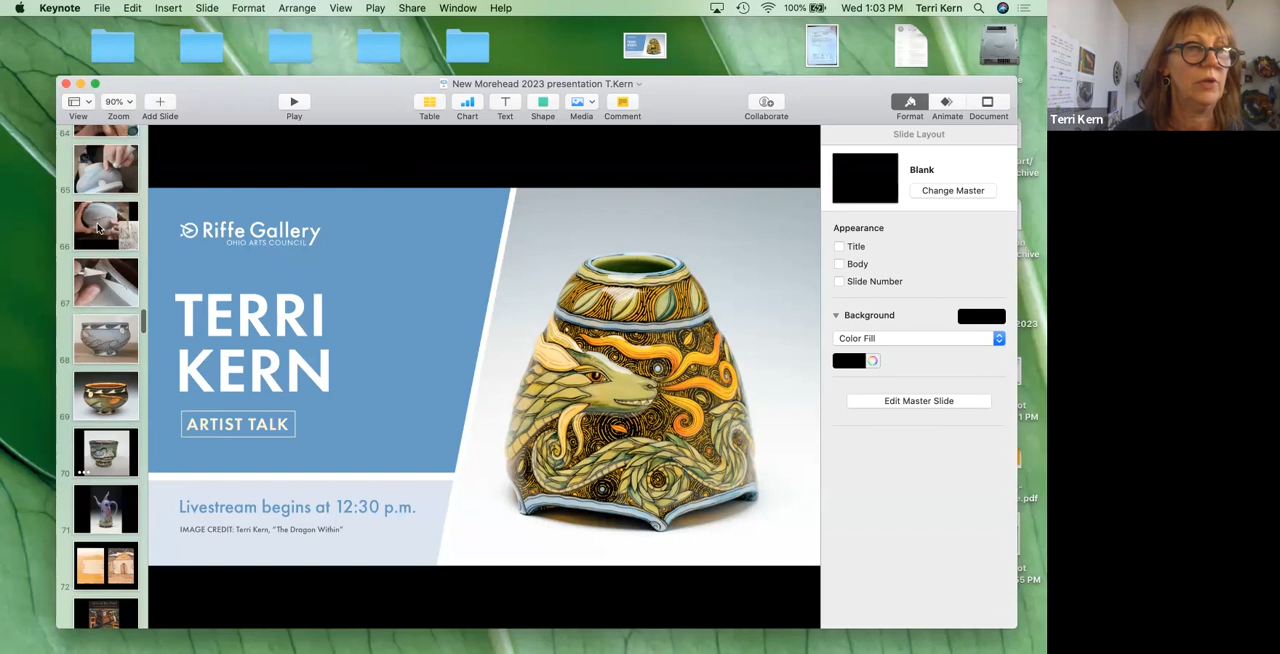 Keynote File Edit Insert Slide Format Arrange View Play Share Window Help
100% Wed 1:03 PM Terri Kern
New Morehead 2023 presentation T.Kern
90%
View Zoom Add Slide Play Table Chart Text Shape Media Comment Collaborate Format Animate Document
Slide Layout
Blank
Change Master
Appearance
Title
Body
Slide Number
Background
Color Fill
Edit Master Slide
64
65
66
67
68
69
70
71
72
Riffe Gallery
OHIO ARTS COUNCIL
TERRI
KERN
ARTIST TALK
Livestream begins at 12:30 p.m.
IMAGE CREDIT: Terri Kern, "The Dragon Within"
Terri Kern